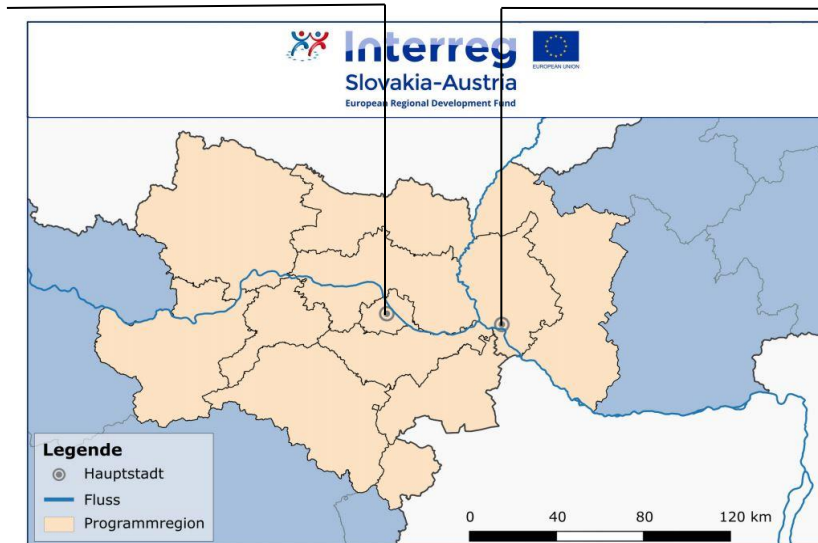 Interreg
EUROPEAN UNION
Slovakia-Austria
European Regional Development Fund
Legende
Hauptstadt
Fluss
Programmregion
0 40 80 120 km